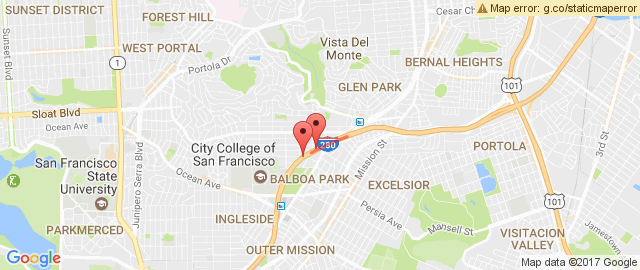 SUNSET DISTRICT
FOREST HILL
Cesar Ch
Map error: g.co/staticmaperror
Sunset Blvd
WEST PORTAL
Portola Dr
Vista Del
Monte
BERNAL HEIGHTS
1
GLEN PARK
101
101
Sloat Blvd
Ocean Ave
280
City College of
San Francisco
Mission St
PORTOLA
3rd St
San Francisco
State
University
Junipero Serra Blvd
Ocean Ave
BALBOA PARK
EXCELSIOR
101
INGLESIDE
Persia Ave
Mansell St
Jamestown
PARKMERCED
VISITACION
VALLEY
OUTER MISSION
Google
Map data ©2017 Google